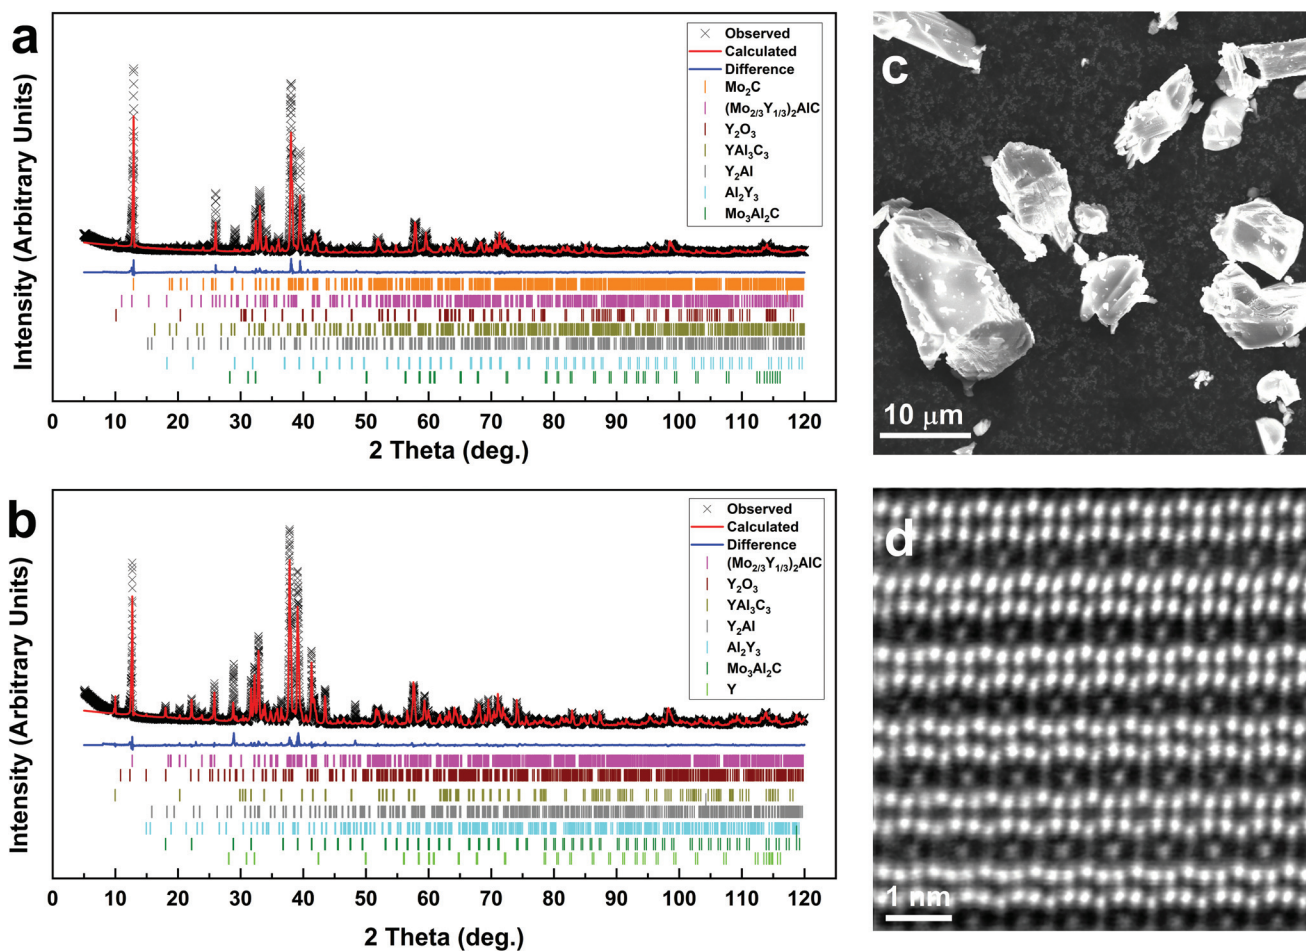 a
Observed
Calculated
Difference
Mo2C
(Mo2/3Y1/3)2AlC
Y2O3
YAl3C3
Y2Al
Al2Y3
Mo3Al2C
Intensity (Arbitrary Units)
0 10 20 30 40 50 60 70 80 90 100 110 120
2 Theta (deg.)
c
10 μm
b
Observed
Calculated
Difference
(Mo2/3Y1/3)2AlC
Y2O3
YAl3C3
Y2Al
Al2Y3
Mo3Al2C
Y
Intensity (Arbitrary Units)
0 10 20 30 40 50 60 70 80 90 100 110 120
2 Theta (deg.)
d
1 nm